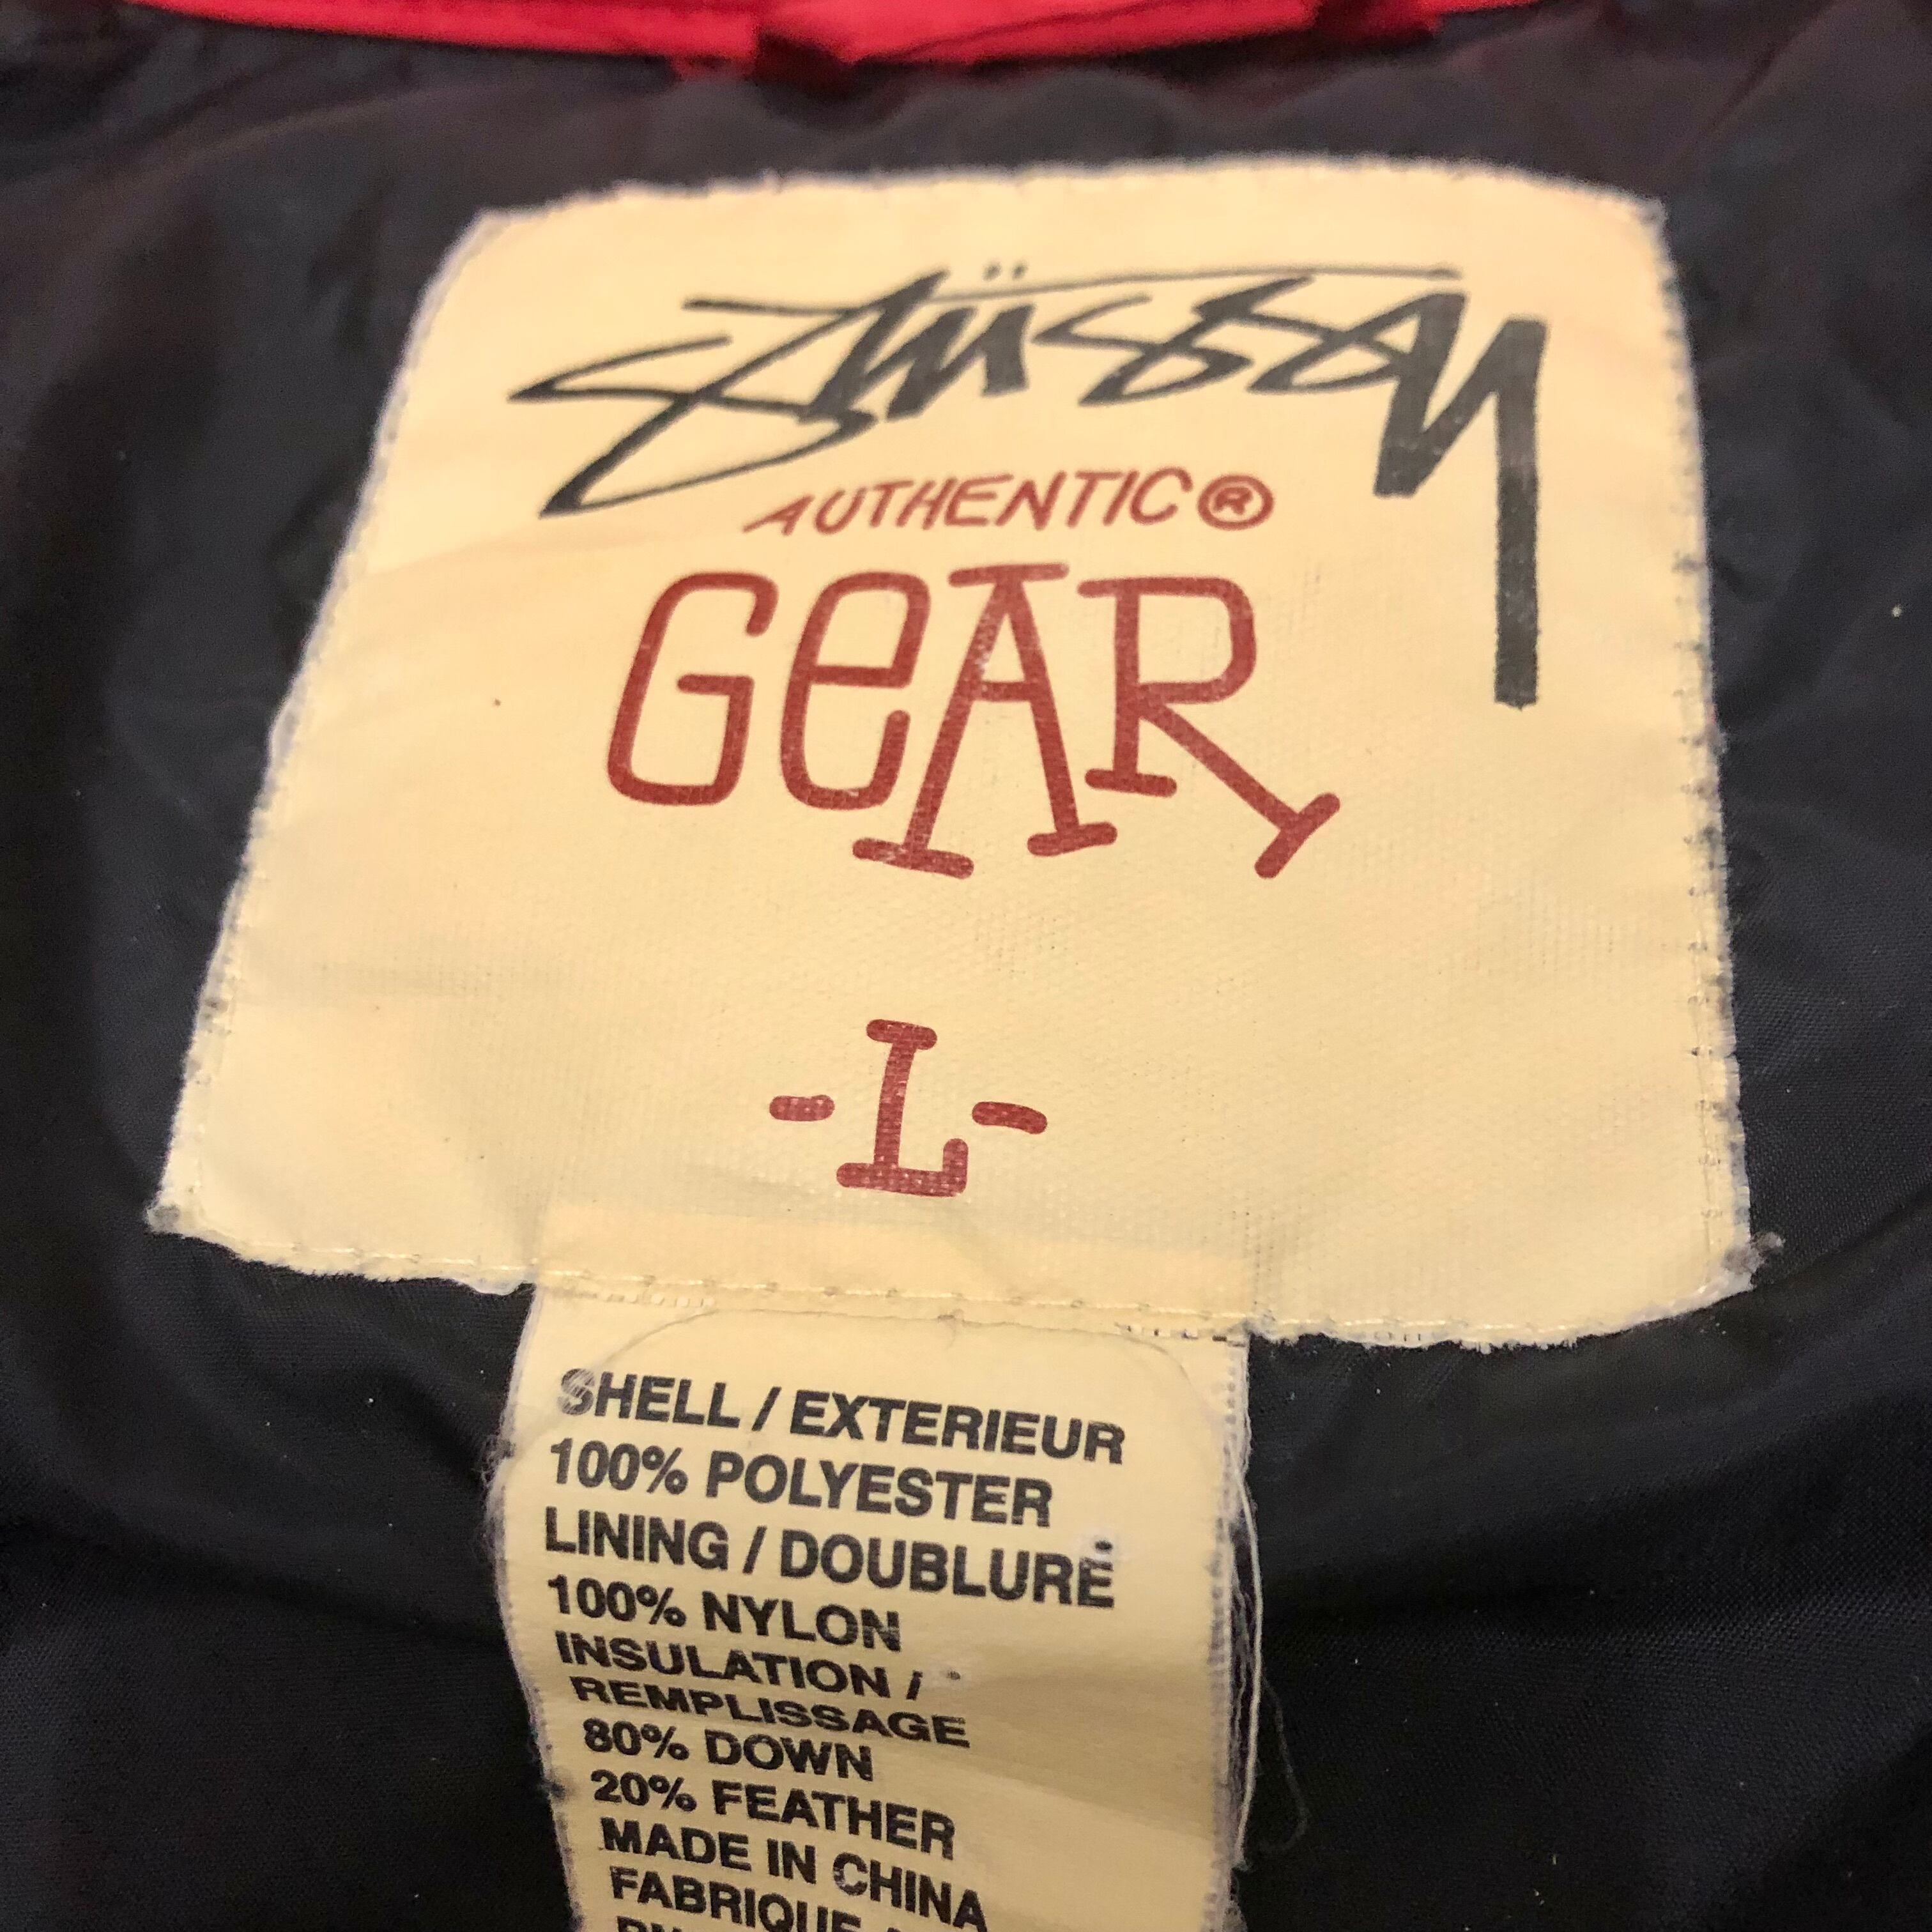 Stüssy
AUTHENTIC®
GeAR
-L-
SHELL / EXTERIEUR
100% POLYESTER
LINING / DOUBLURE
100% NYLON
INSULATION /
REMPLISSAGE
80% DOWN
20% FEATHER
MADE IN CHINA
FABRIQUE